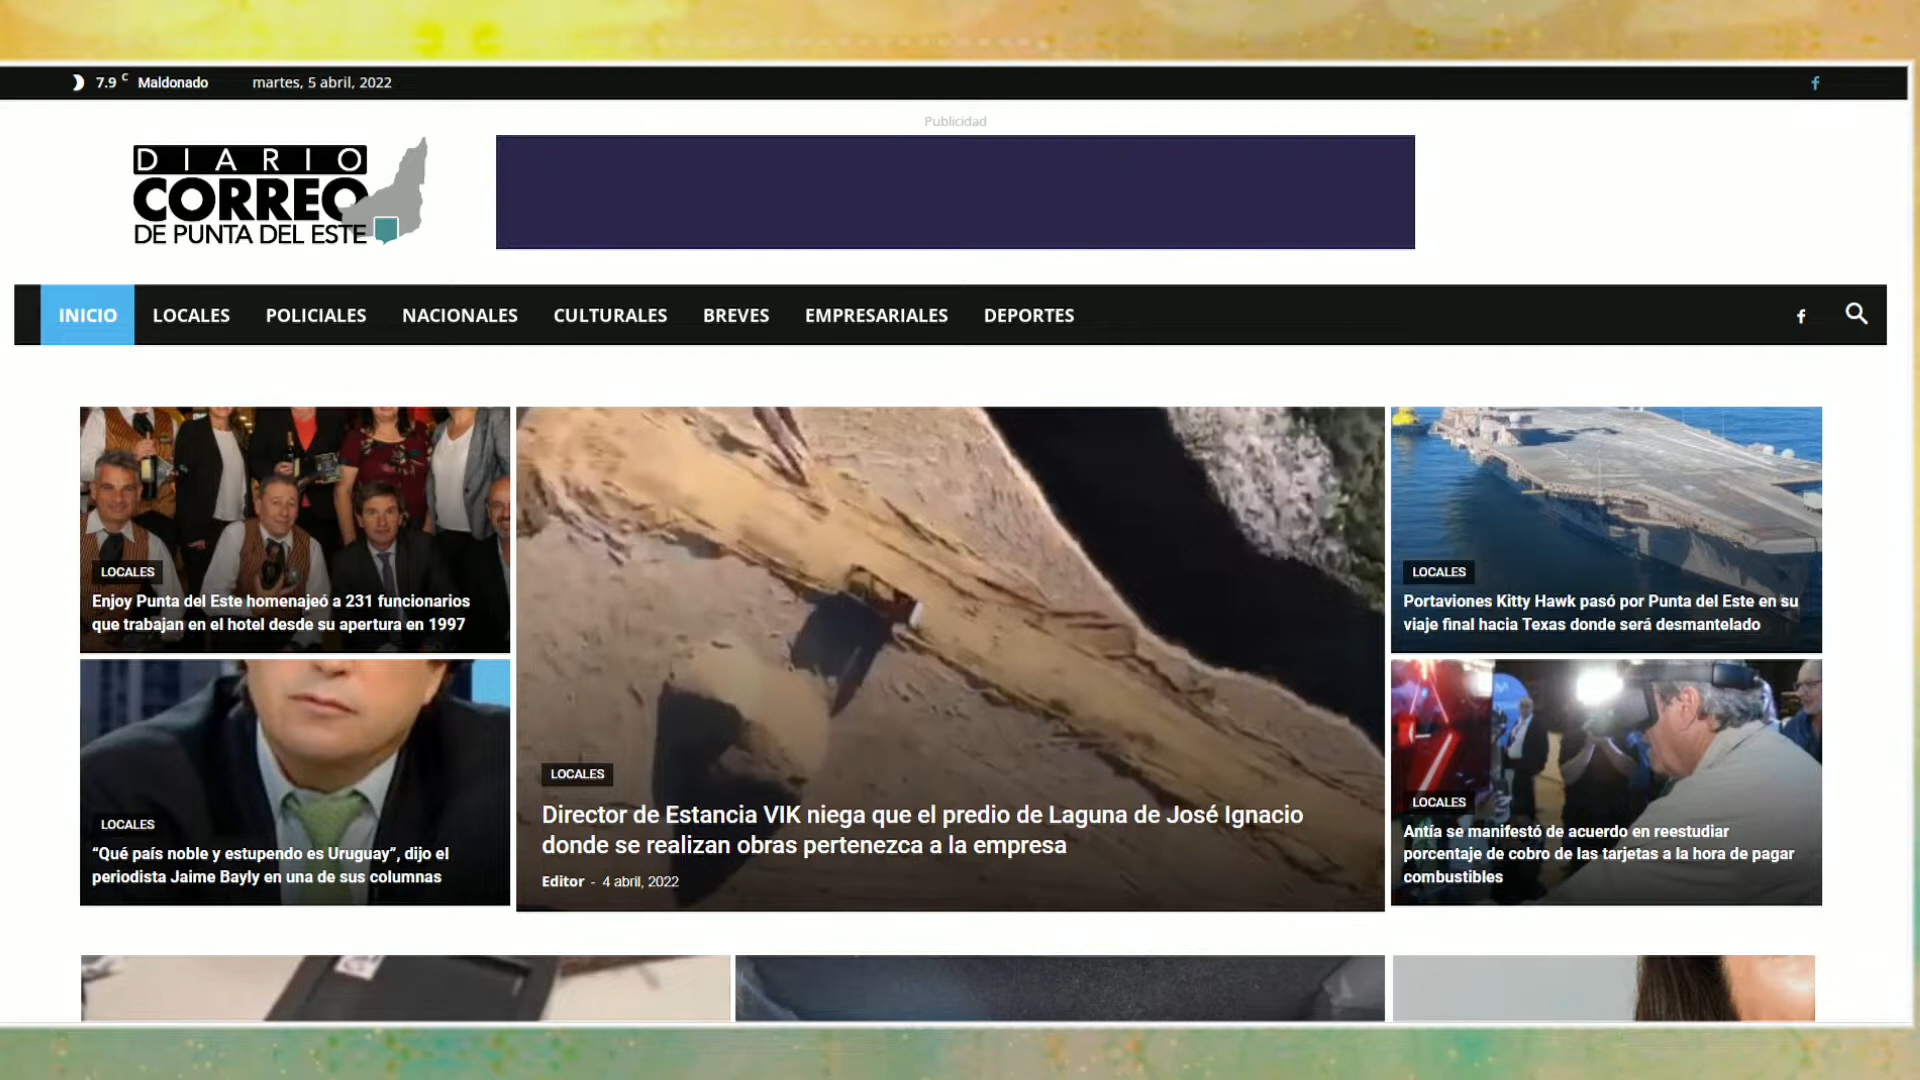 7.9 C Maldonado martes, 5 abril, 2022
Publicidad
DIARIO
CORREO
DE PUNTA DEL ESTE
INICIO LOCALES POLICIALES NACIONALES CULTURALES BREVES EMPRESARIALES DEPORTES
LOCALES
Enjoy Punta del Este homenajeó a 231 funcionarios
que trabajan en el hotel desde su apertura en 1997
LOCALES
“Qué país noble y estupendo es Uruguay”, dijo el
periodista Jaime Bayly en una de sus columnas
LOCALES
Director de Estancia VIK niega que el predio de Laguna de José Ignacio
donde se realizan obras pertenezca a la empresa
Editor - 4 abril, 2022
LOCALES
Portaviones Kitty Hawk pasó por Punta del Este en su
viaje final hacia Texas donde será desmantelado
LOCALES
Antía se manifestó de acuerdo en reestudiar
porcentaje de cobro de las tarjetas a la hora de pagar
combustibles